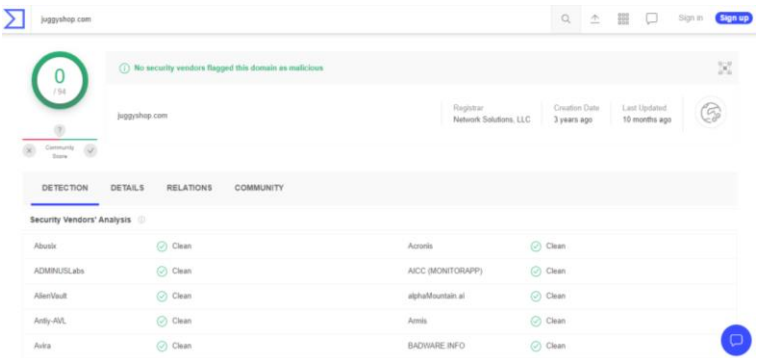 juggyshop.com
Sign in
Sign up
0
/ 94
Community
Score
No security vendors flagged this domain as malicious
juggyshop.com
Registrar
Network Solutions, LLC
Creation Date
3 years ago
Last Updated
10 months ago
DETECTION DETAILS RELATIONS COMMUNITY
Security Vendors' Analysis
Abusix Clean Acronis Clean
ADMINUSLabs Clean AICC (MONITORAPP) Clean
AlienVault Clean alphaMountain.ai Clean
Antiy-AVL Clean Armis Clean
Avira Clean BADWARE.INFO Clean